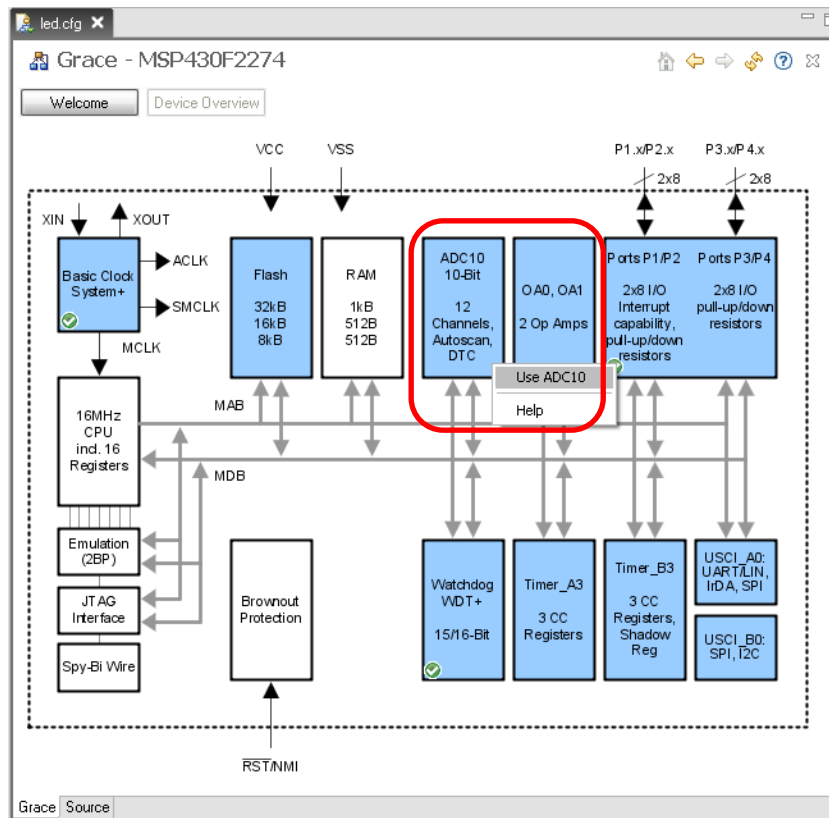 led.cfg
Grace - MSP430F2274
Welcome
Device Overview
VCC
VSS
P1.x/P2.x
P3.x/P4.x
2x8
2x8
XIN
XOUT
Basic Clock
System+
ACLK
SMCLK
MCLK
Flash
32kB
16kB
8kB
RAM
1kB
512B
512B
ADC10
10-Bit
12
Channels,
Autoscan,
DTC
OA0, OA1
2 Op Amps
Ports P1/P2
2x8 I/O
Interrupt
capability,
pull-up/down
resistors
Ports P3/P4
2x8 I/O
pull-up/down
resistors
Use ADC10
Help
MAB
16MHz
CPU
incl. 16
Registers
MDB
Emulation
(2BP)
JTAG
Interface
Spy-Bi Wire
Brownout
Protection
Watchdog
WDT+
15/16-Bit
Timer_A3
3 CC
Registers
Timer_B3
3 CC
Registers,
Shadow
Reg
USCI_A0:
UART/LIN,
IrDA, SPI
USCI_B0:
SPI, I2C
RST/NMI
Grace
Source